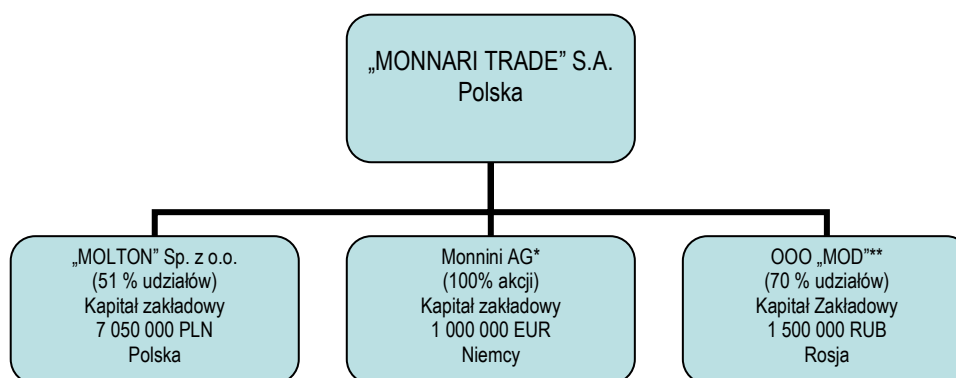 „MONNARI TRADE” S.A.
Polska
„MOLTON” Sp. z o.o.
(51 % udziałów)
Kapitał zakładowy
7 050 000 PLN
Polska
Monnini AG*
(100% akcji)
Kapitał zakładowy
1 000 000 EUR
Niemcy
OOO „MOD”**
(70 % udziałów)
Kapitał Zakładowy
1 500 000 RUB
Rosja